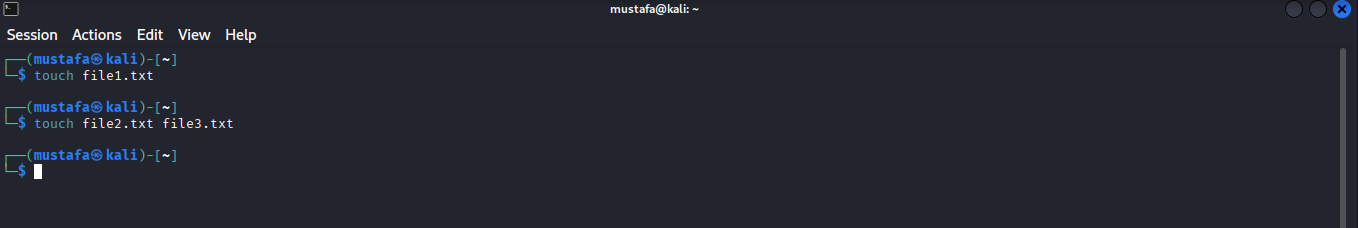 mustafa@kali: ~
Session Actions Edit View Help
┌──(mustafa㉿kali)-[~]
└─$ touch file1.txt
┌──(mustafa㉿kali)-[~]
└─$ touch file2.txt file3.txt
┌──(mustafa㉿kali)-[~]
└─$